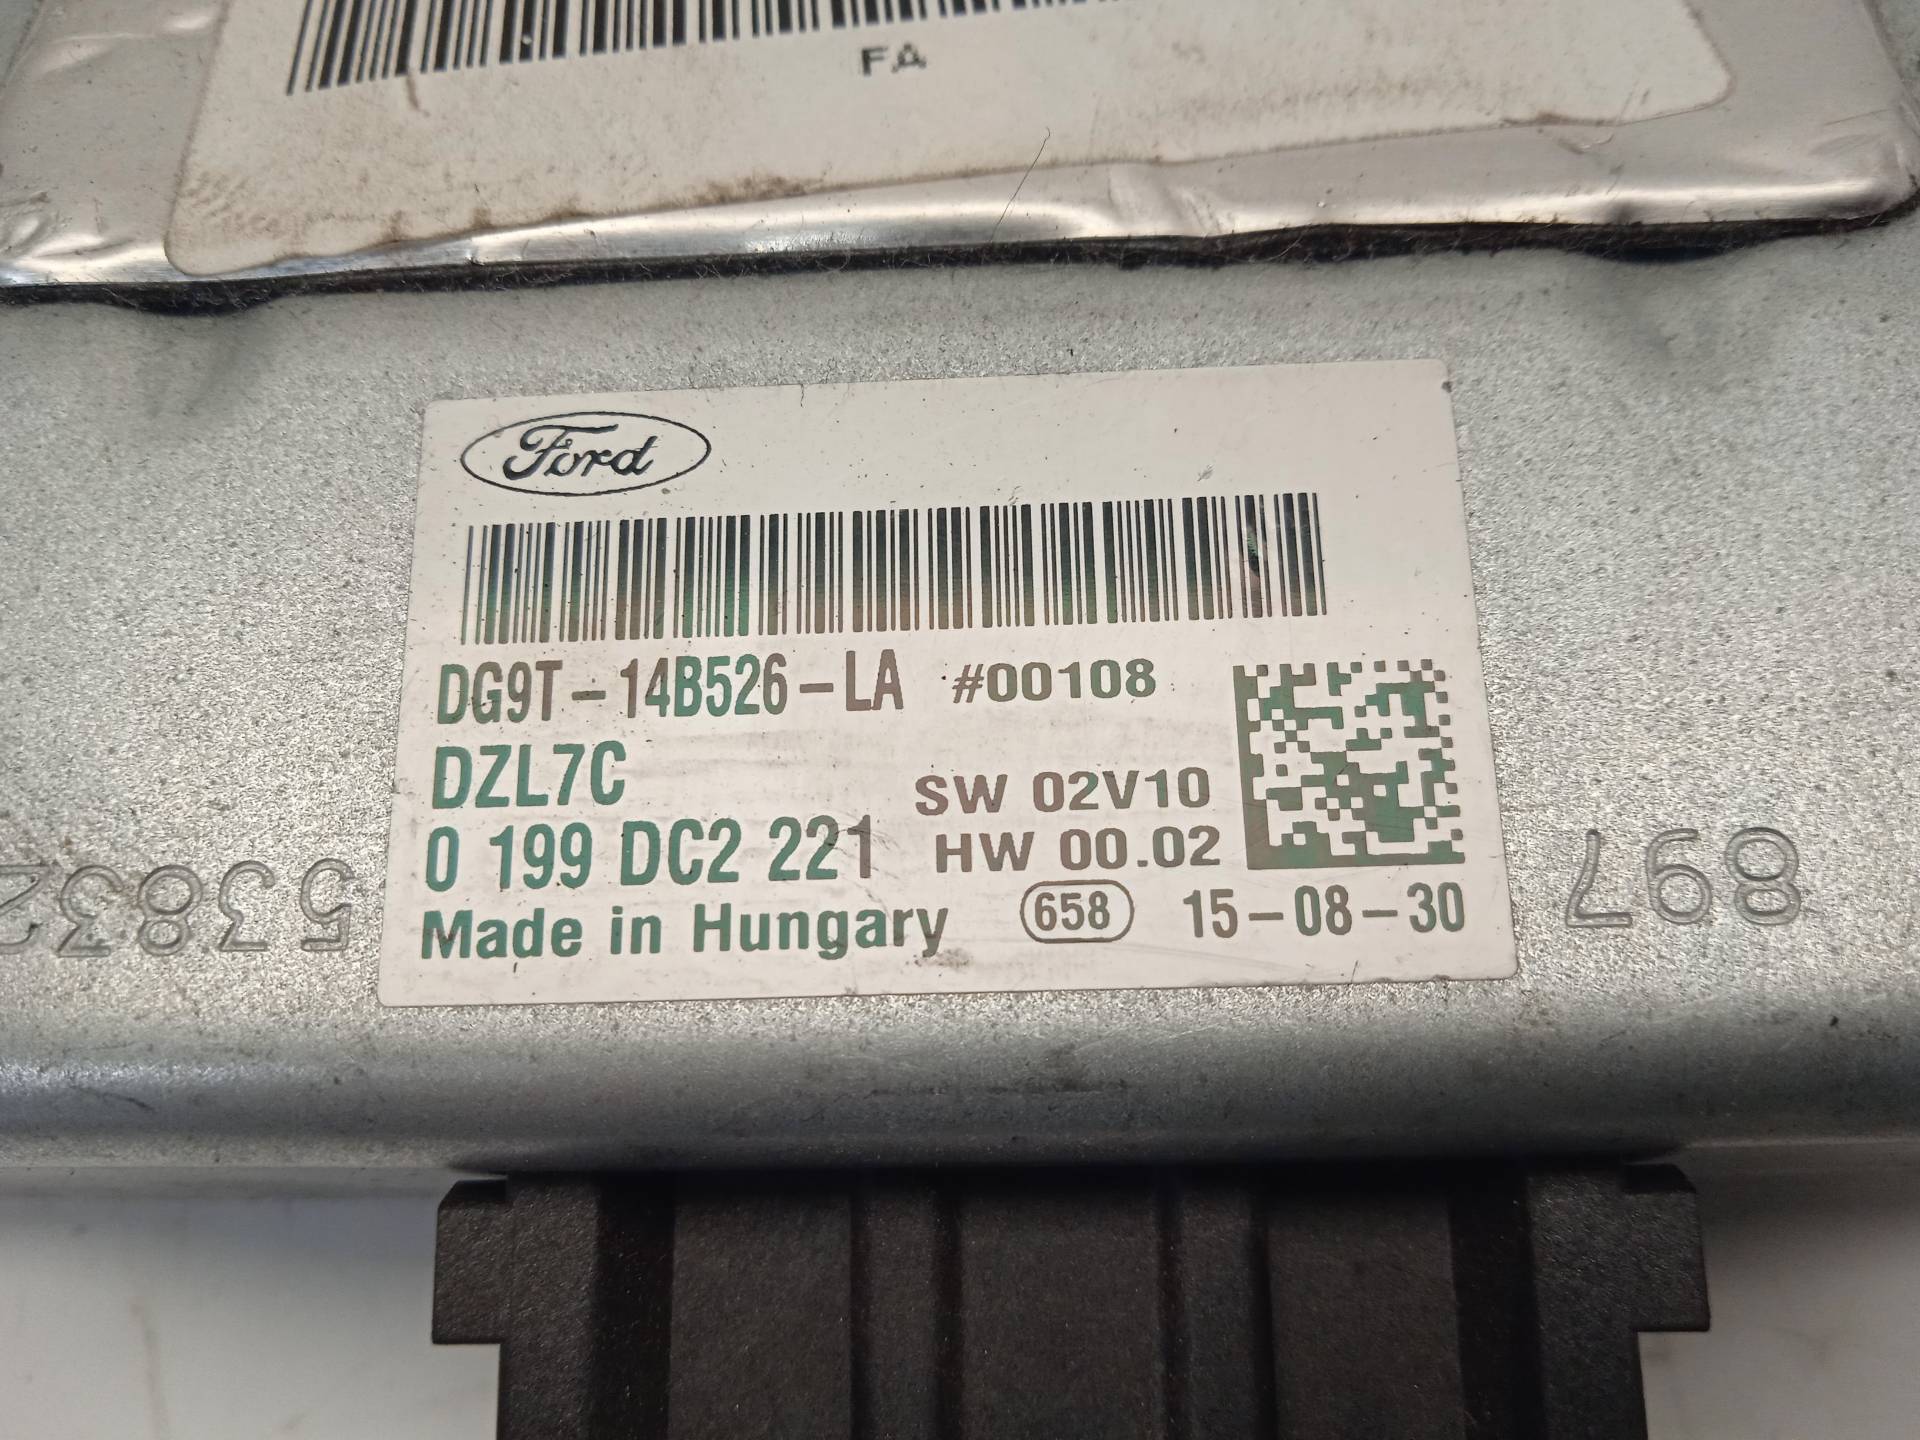 FA
Ford
DG9T-14B526-LA #00108
DZL7C
SW 02V10
0 199 DC2 221
HW 00.02
Made in Hungary 658 15-08-30
53832
897